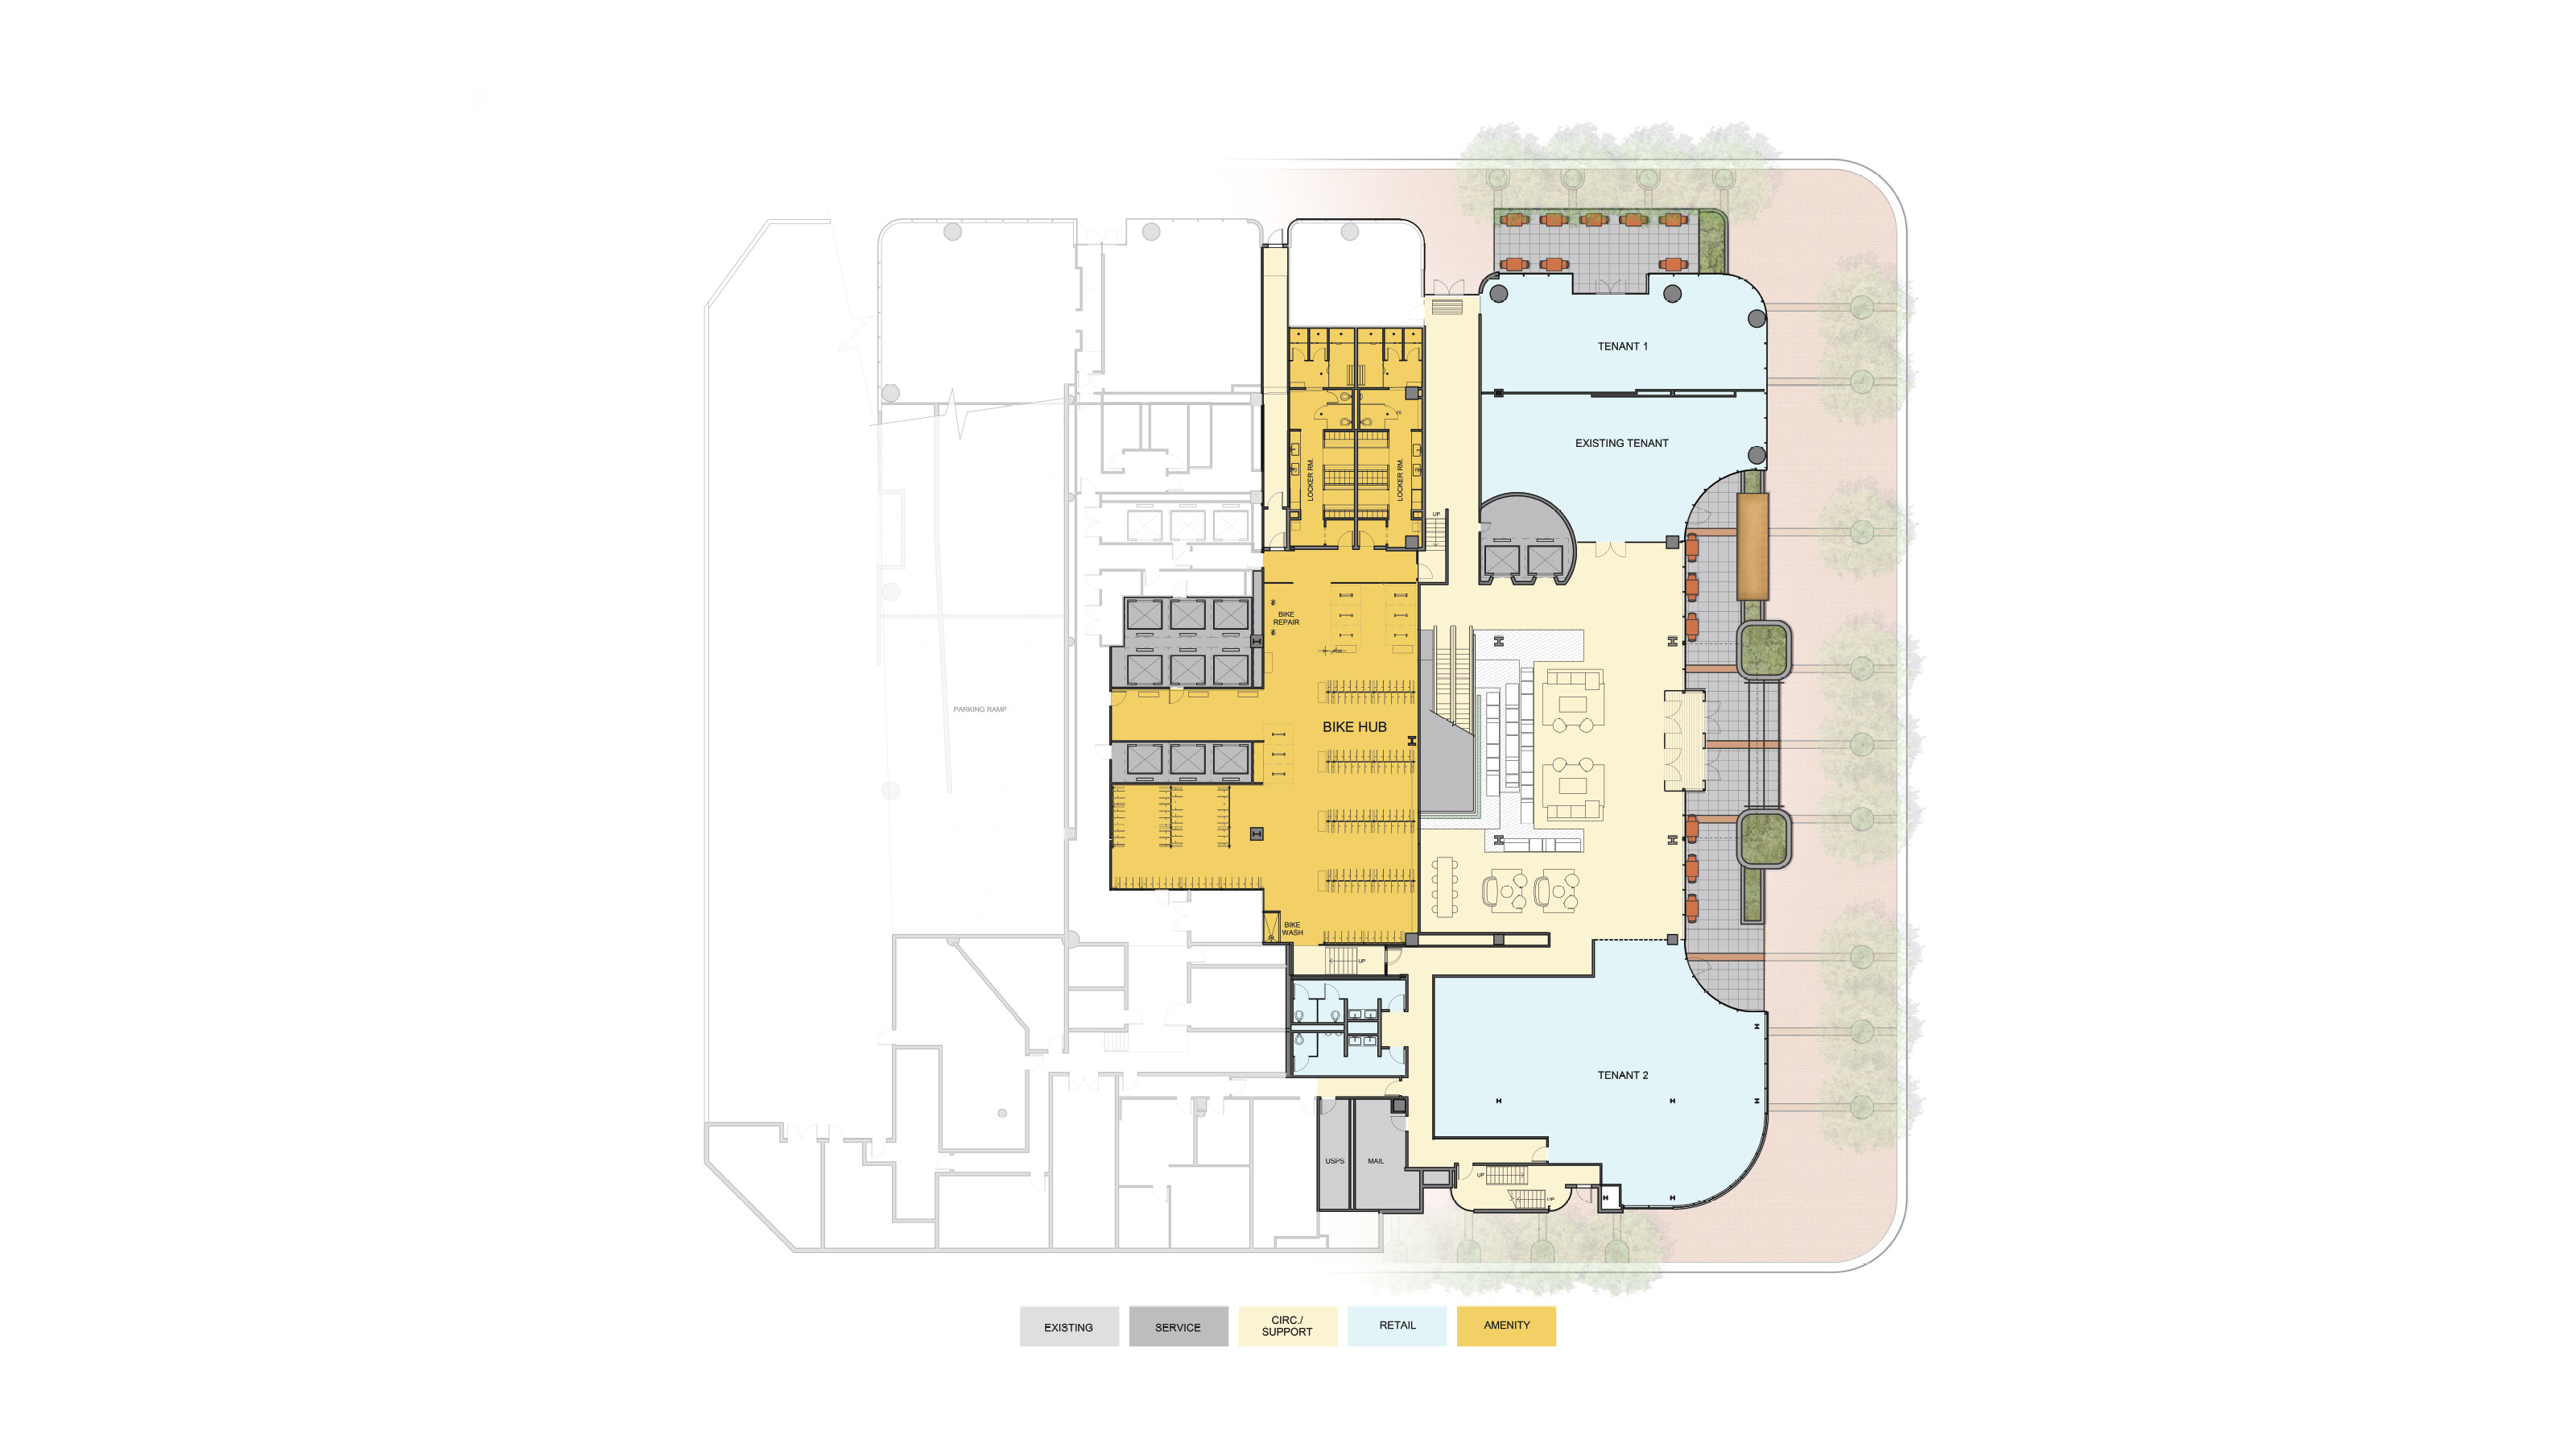 TENANT 1
EXISTING TENANT
LOCKER RM.
LOCKER RM.
UP
BIKE
REPAIR
PARKING RAMP
BIKE HUB
BIKE
WASH
UP
TENANT 2
USPS
MAIL
UP
UP
EXISTING
SERVICE
CIRC./
SUPPORT
RETAIL
AMENITY